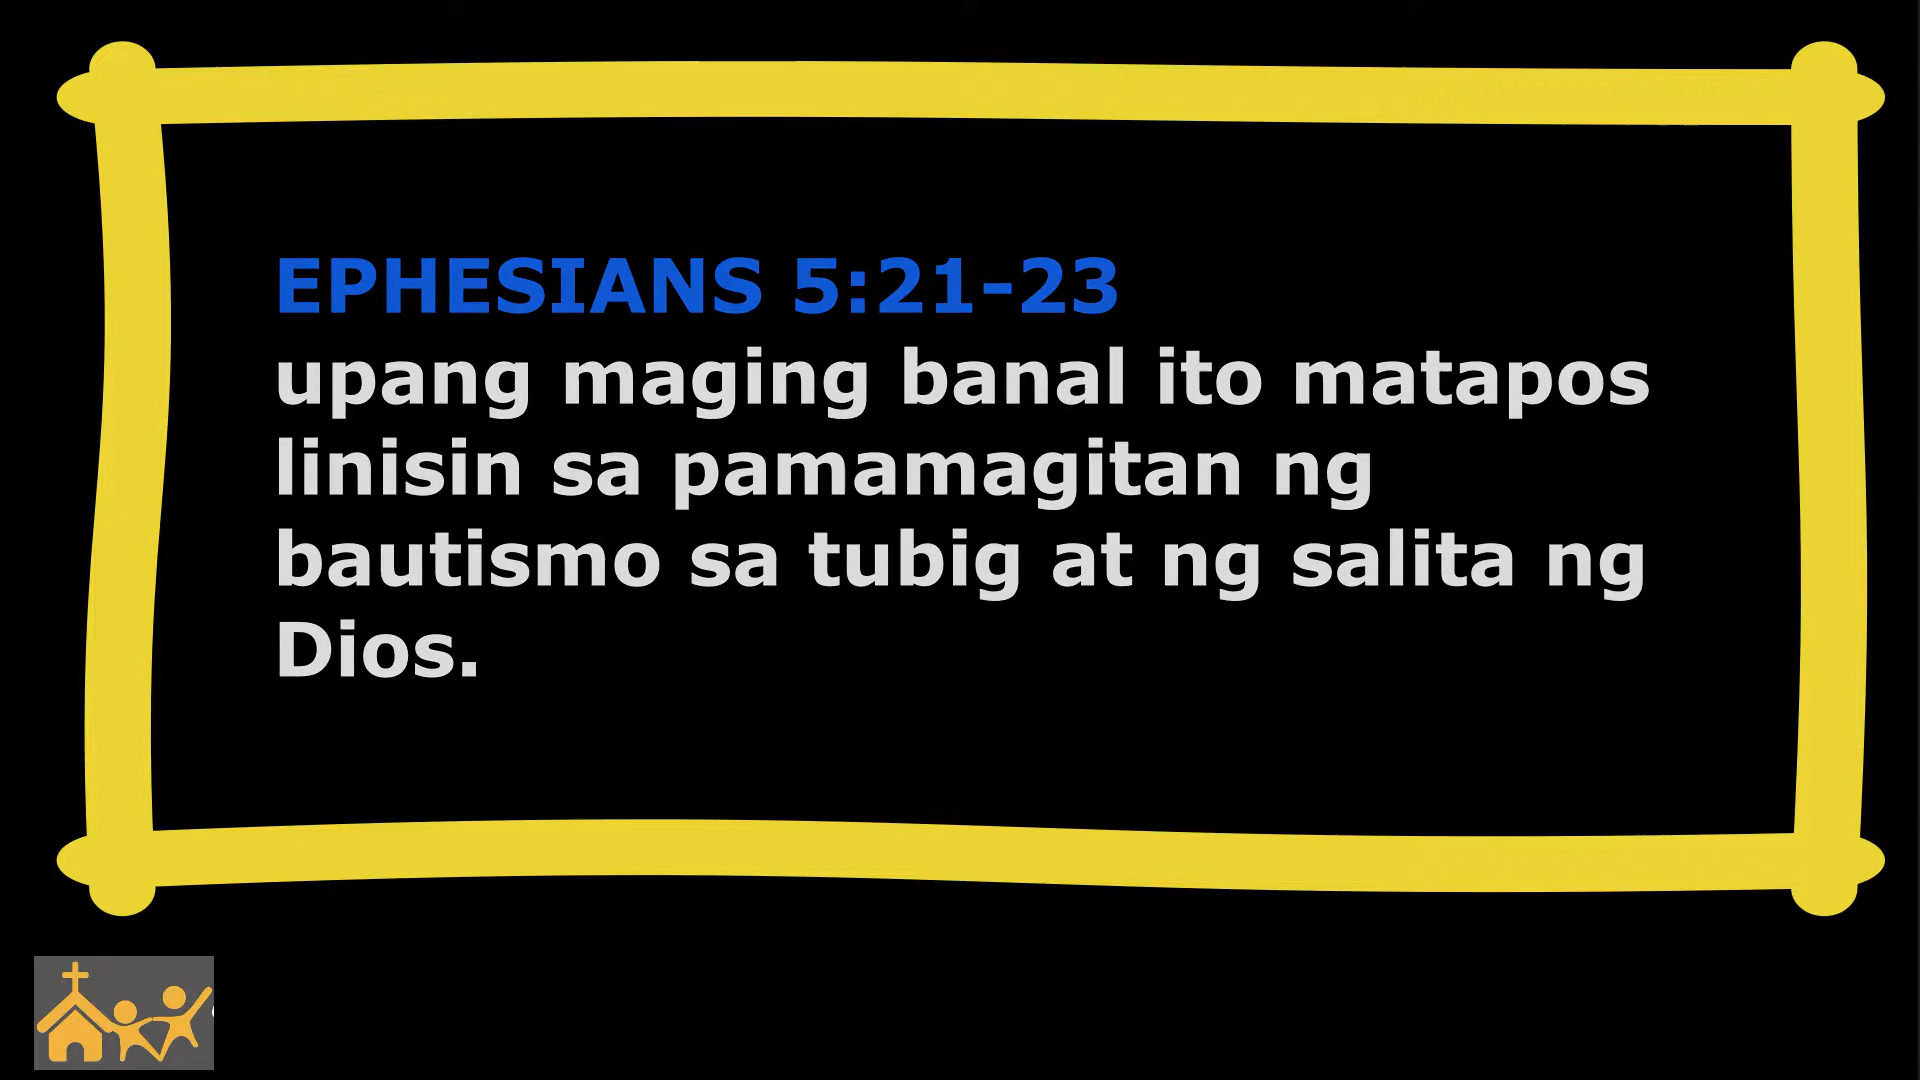 EPHESIANS 5:21-23
upang maging banal ito matapos
linisin sa pamamagitan ng
bautismo sa tubig at ng salita ng
Dios.